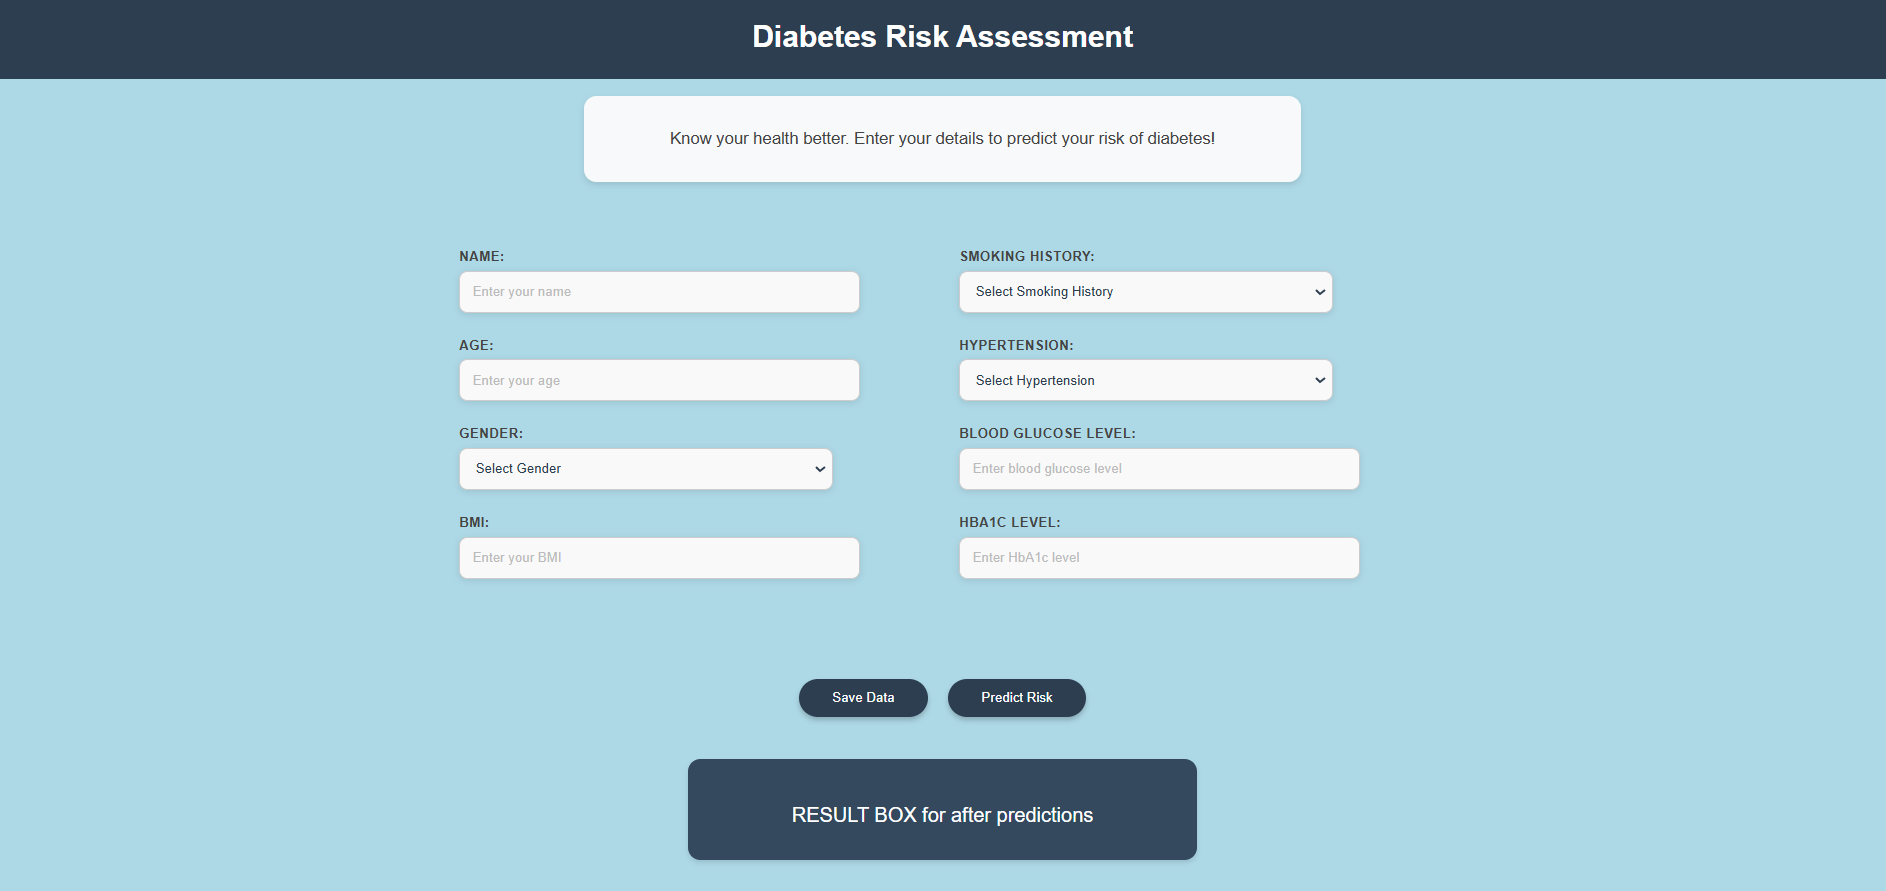 Diabetes Risk Assessment
Know your health better. Enter your details to predict your risk of diabetes!
NAME:
Enter your name
AGE:
Enter your age
GENDER:
Select Gender
BMI:
Enter your BMI
SMOKING HISTORY:
Select Smoking History
HYPERTENSION:
Select Hypertension
BLOOD GLUCOSE LEVEL:
Enter blood glucose level
HBA1C LEVEL:
Enter HbA1c level
Save Data
Predict Risk
RESULT BOX for after predictions